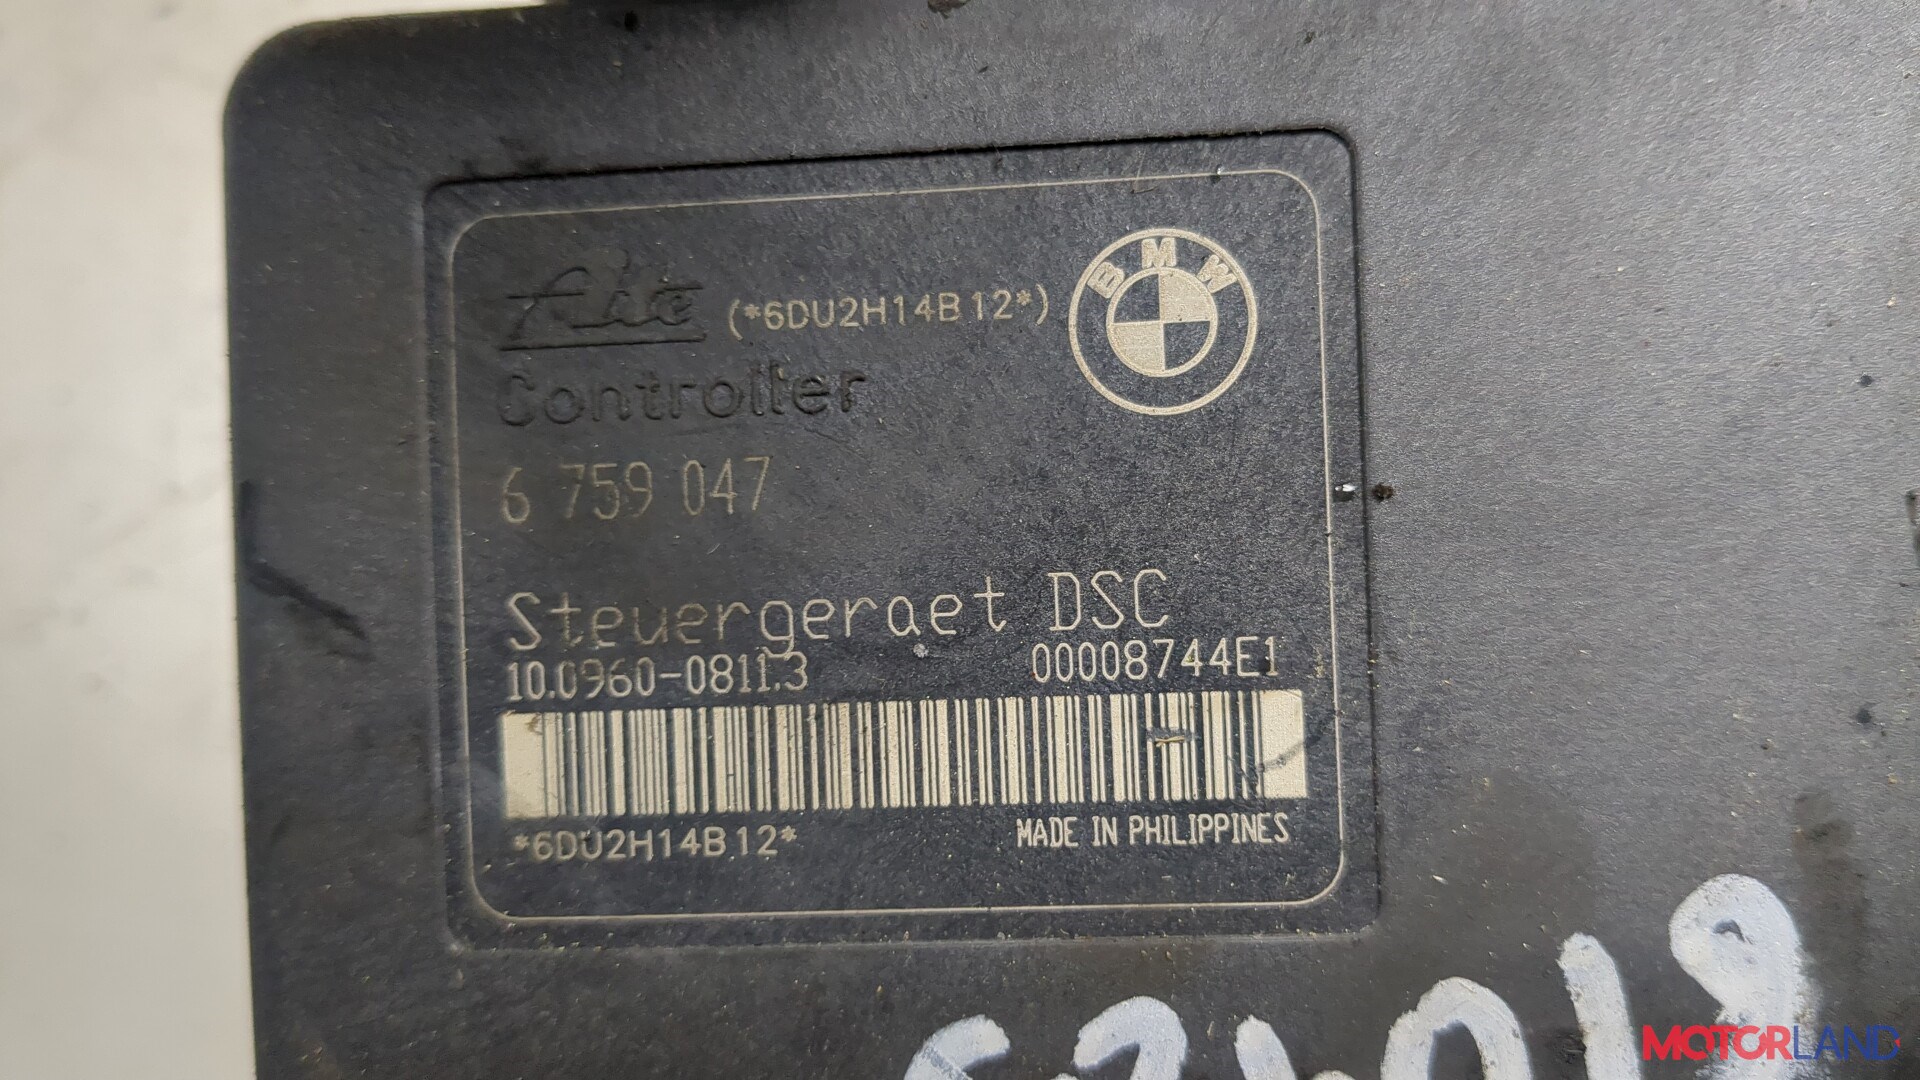 Ate (*6DU2H14B12*)
BMW
Controller
6 759 047
Steuergeraet DSC
10.0960-0811.3 00008744E1
*6DU2H14B12* MADE IN PHILIPPINES
MOTORLAND